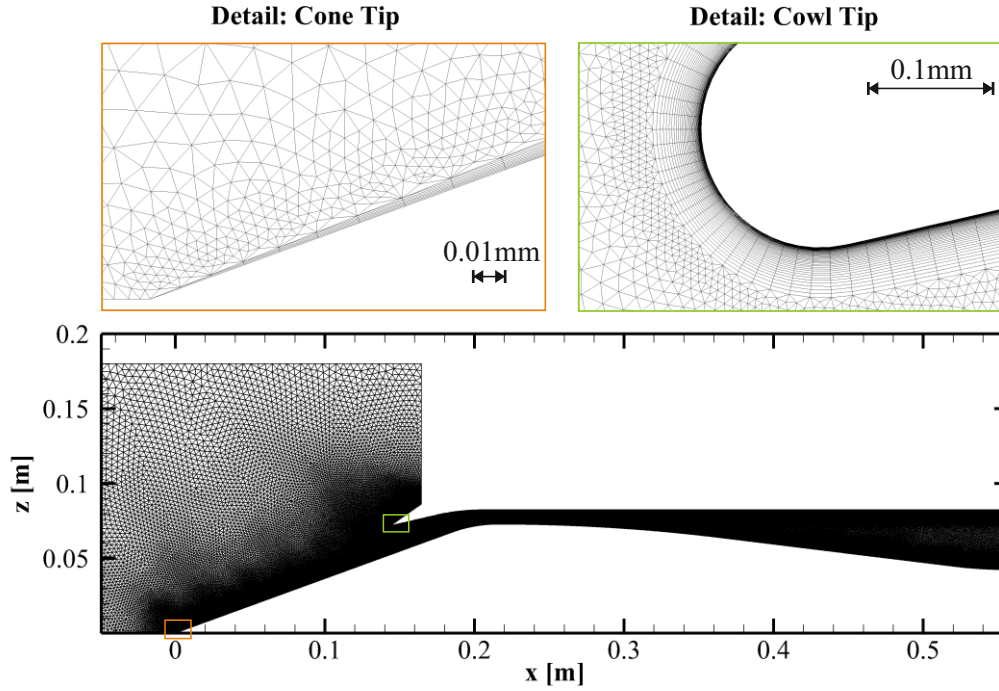 Detail: Cone Tip
Detail: Cowl Tip
0.01mm
0.1mm
0.2
0.15
0.1
0.05
z [m]
0 0.1 0.2 0.3 0.4 0.5
x [m]